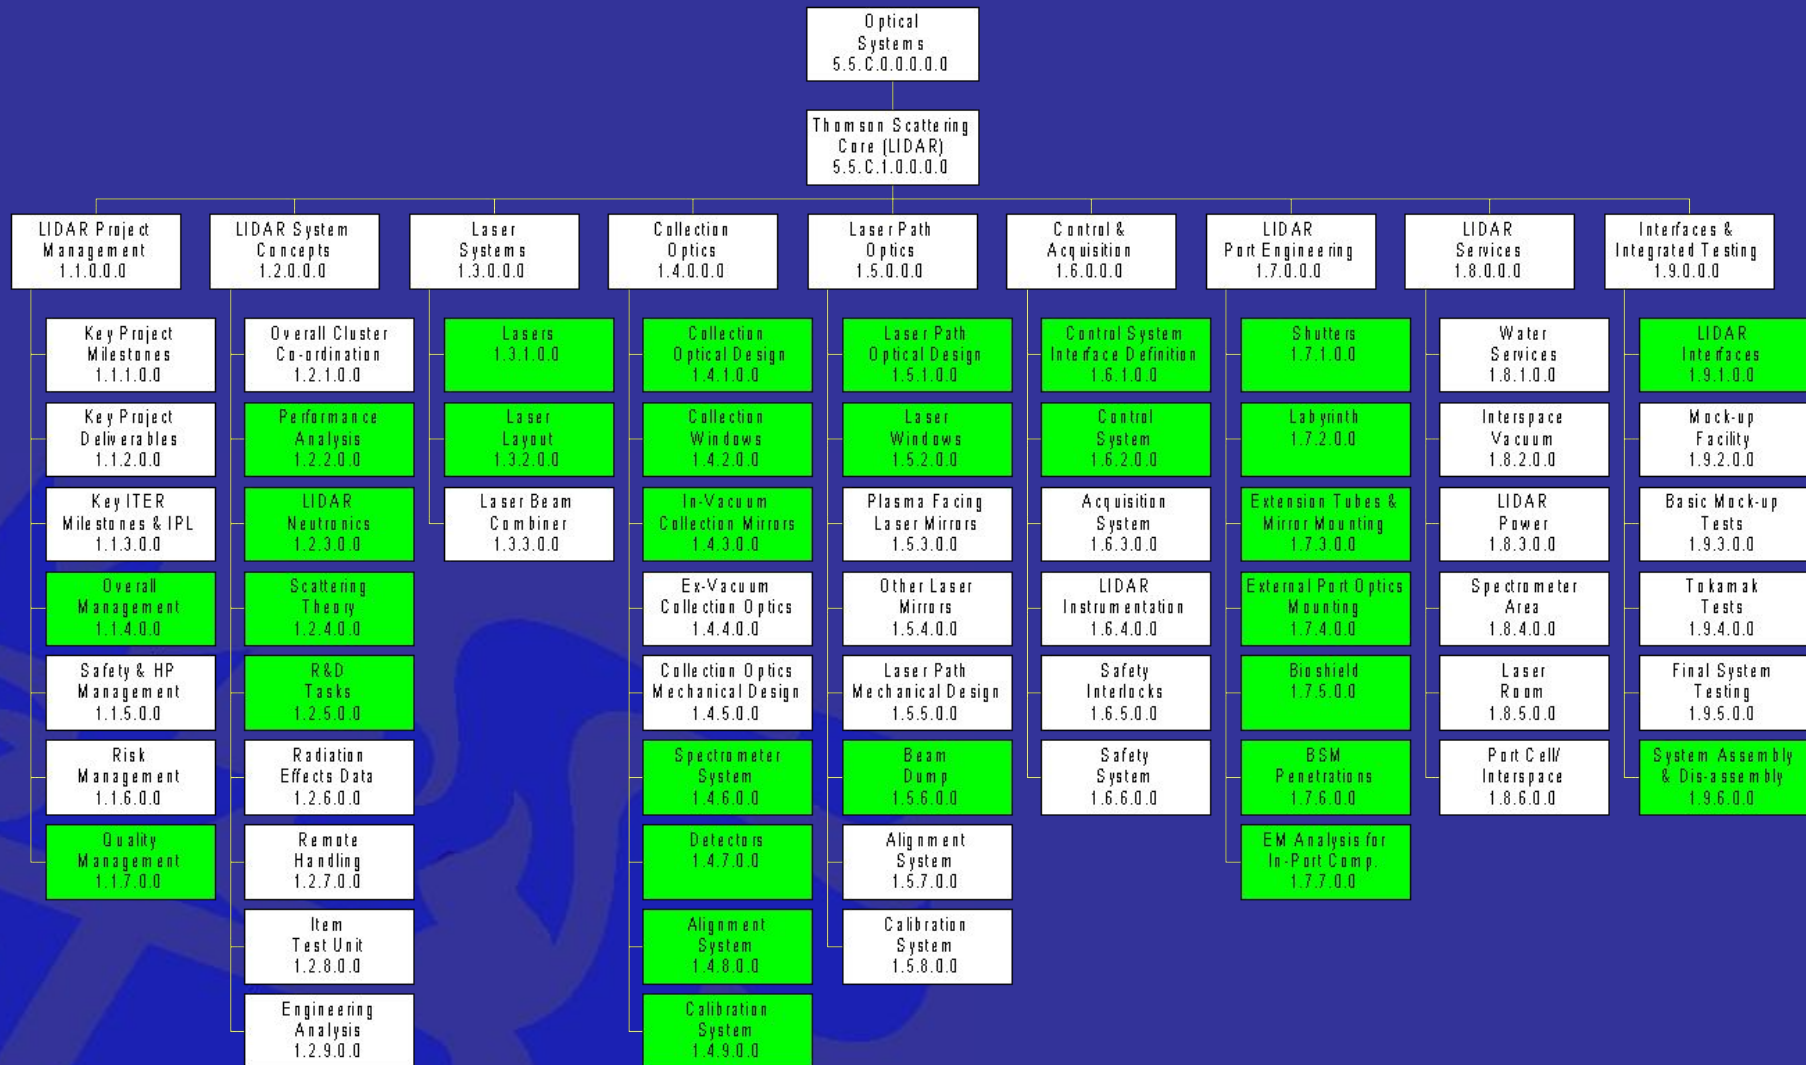 Optical
Systems
5.5.C.0.0.0.0.0
Thomson Scattering
Core (LIDAR)
5.5.C.1.0.0.0.0
LIDAR Project
Management
1.1.0.0.0
LIDAR System
Concepts
1.2.0.0.0
Laser
Systems
1.3.0.0.0
Collection
Optics
1.4.0.0.0
Laser Path
Optics
1.5.0.0.0
Control &
Acquisition
1.6.0.0.0
LIDAR
Port Engineering
1.7.0.0.0
LIDAR
Services
1.8.0.0.0
Interfaces &
Integrated Testing
1.9.0.0.0
Key Project
Milestones
1.1.1.0.0
Key Project
Deliverables
1.1.2.0.0
Key ITER
Milestones & IPL
1.1.3.0.0
Overall
Management
1.1.4.0.0
Safety & HP
Management
1.1.5.0.0
Risk
Management
1.1.6.0.0
Quality
Management
1.1.7.0.0
Overall Cluster
Co-ordination
1.2.1.0.0
Performance
Analysis
1.2.2.0.0
LIDAR
Neutronics
1.2.3.0.0
Scattering
Theory
1.2.4.0.0
R&D
Tasks
1.2.5.0.0
Radiation
Effects Data
1.2.6.0.0
Remote
Handling
1.2.7.0.0
Item
Test Unit
1.2.8.0.0
Engineering
Analysis
1.2.9.0.0
Lasers
1.3.1.0.0
Laser
Layout
1.3.2.0.0
Laser Beam
Combiner
1.3.3.0.0
Collection
Optical Design
1.4.1.0.0
Collection
Windows
1.4.2.0.0
In-Vacuum
Collection Mirrors
1.4.3.0.0
Ex-Vacuum
Collection Optics
1.4.4.0.0
Collection Optics
Mechanical Design
1.4.5.0.0
Spectrometer
System
1.4.6.0.0
Detectors
1.4.7.0.0
Alignment
System
1.4.8.0.0
Calibration
System
1.4.9.0.0
Laser Path
Optical Design
1.5.1.0.0
Laser
Windows
1.5.2.0.0
Plasma Facing
Laser Mirrors
1.5.3.0.0
Other Laser
Mirrors
1.5.4.0.0
Laser Path
Mechanical Design
1.5.5.0.0
Beam
Dump
1.5.6.0.0
Alignment
System
1.5.7.0.0
Calibration
System
1.5.8.0.0
Control System
Interface Definition
1.6.1.0.0
Control
System
1.6.2.0.0
Acquisition
System
1.6.3.0.0
LIDAR
Instrumentation
1.6.4.0.0
Safety
Interlocks
1.6.5.0.0
Safety
System
1.6.6.0.0
Shutters
1.7.1.0.0
Labyrinth
1.7.2.0.0
Extension Tubes &
Mirror Mounting
1.7.3.0.0
External Port Optics
Mounting
1.7.4.0.0
Bioshield
1.7.5.0.0
BSM
Penetrations
1.7.6.0.0
EM Analysis for
In-Port Comp.
1.7.7.0.0
Water
Services
1.8.1.0.0
Interspace
Vacuum
1.8.2.0.0
LIDAR
Power
1.8.3.0.0
Spectrometer
Area
1.8.4.0.0
Laser
Room
1.8.5.0.0
Port Cell/
Interspace
1.8.6.0.0
LIDAR
Interfaces
1.9.1.0.0
Mock-up
Facility
1.9.2.0.0
Basic Mock-up
Tests
1.9.3.0.0
Tokamak
Tests
1.9.4.0.0
Final System
Testing
1.9.5.0.0
System Assembly
& Dis-assembly
1.9.6.0.0